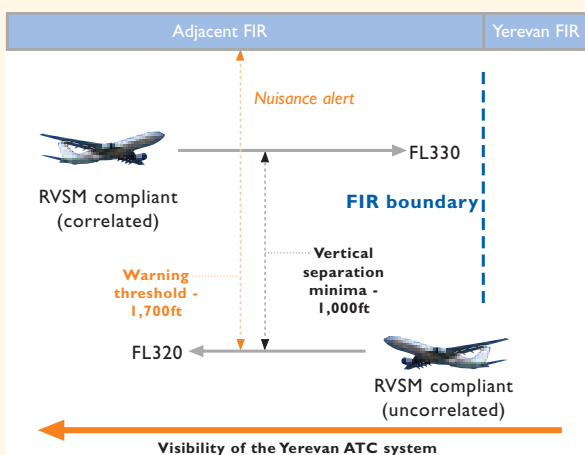 Adjacent FIR
Yerevan FIR
Nuisance alert
FL330
RVSM compliant
(correlated)
FIR boundary
Warning
threshold -
1,700ft
Vertical
separation
minima -
1,000ft
FL320
RVSM compliant
(uncorrelated)
Visibility of the Yerevan ATC system